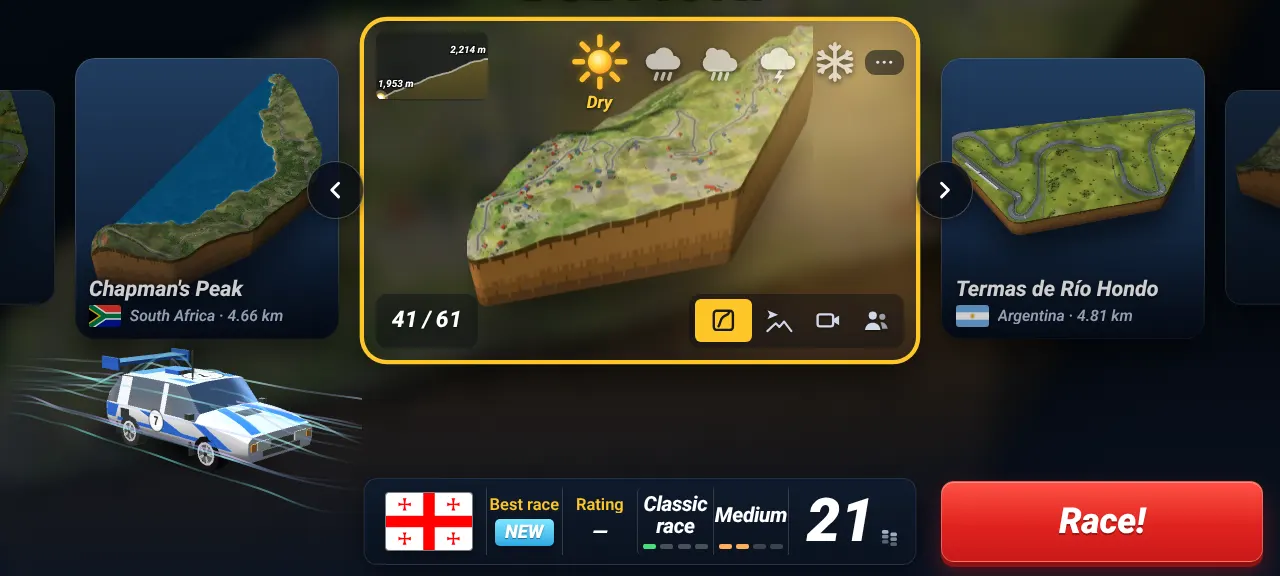 2,214 m
1,953 m
Dry
Chapman's Peak
South Africa · 4.66 km
41 / 61
Termas de Río Hondo
Argentina · 4.81 km
7
Best race
NEW
Rating
–
Classic
race
Medium
21
Race!